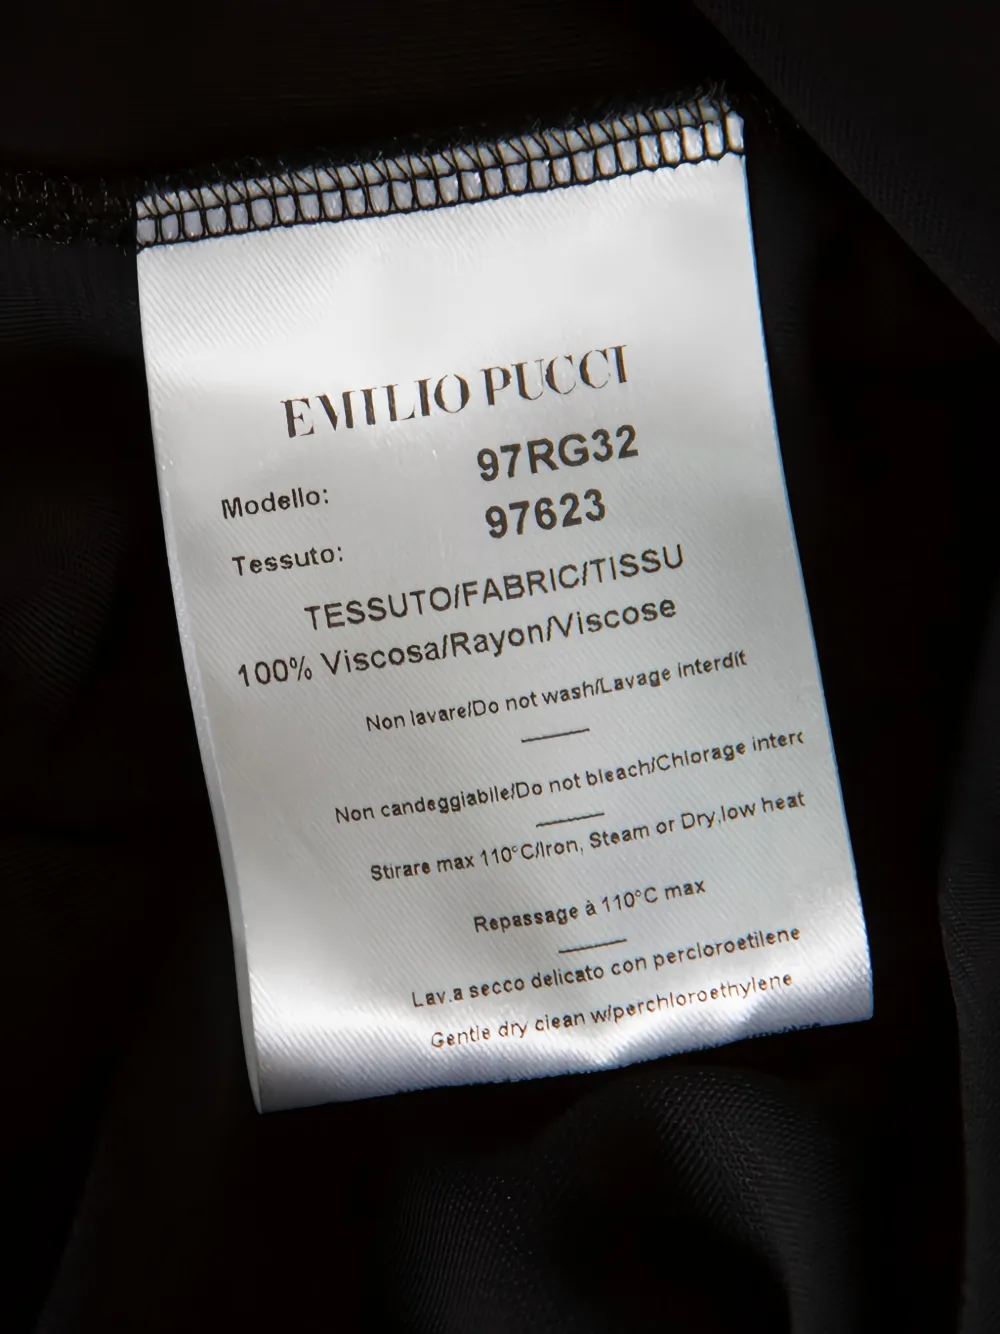 EMILIO PUCCI
Modello: 97RG32
Tessuto: 97623
TESSUTO/FABRIC/TISSU
100% Viscosa/Rayon/Viscose
Non lavare/Do not wash/Lavage interdit
Non candeggiabile/Do not bleach/Chlorage interd
Stirare max 110°C/Iron, Steam or Dry,low heat
Repassage à 110°C max
Lav.a secco delicato con percloroetilene
Gentle dry clean w/perchloroethylene